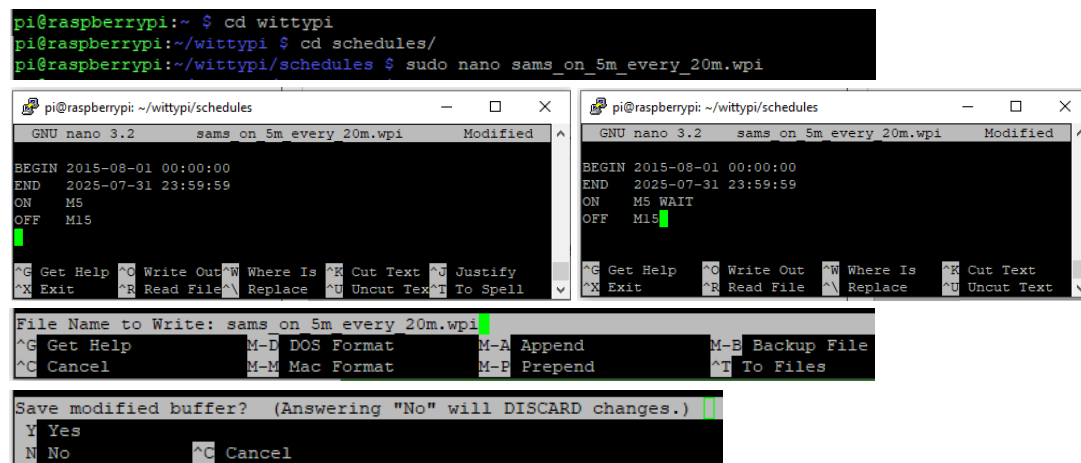 pi@raspberrypi:~ $ cd wittypi
pi@raspberrypi:~/wittypi $ cd schedules/
pi@raspberrypi:~/wittypi/schedules $ sudo nano sams_on_5m_every_20m.wpi
pi@raspberrypi: ~/wittypi/schedules
GNU nano 3.2 sams_on_5m_every_20m.wpi Modified
BEGIN 2015-08-01 00:00:00
END 2025-07-31 23:59:59
ON M5
OFF M15
^G Get Help ^O Write Out ^W Where Is ^K Cut Text ^J Justify
^X Exit ^R Read File ^\ Replace ^U Uncut Tex ^T To Spell
pi@raspberrypi: ~/wittypi/schedules
GNU nano 3.2 sams_on_5m_every_20m.wpi Modified
BEGIN 2015-08-01 00:00:00
END 2025-07-31 23:59:59
ON M5 WAIT
OFF M15
^G Get Help ^O Write Out ^W Where Is ^K Cut Text
^X Exit ^R Read File ^\ Replace ^U Uncut Text
File Name to Write: sams_on_5m_every_20m.wpi
^G Get Help M-D DOS Format M-A Append M-B Backup File
^C Cancel M-M Mac Format M-P Prepend ^T To Files
Save modified buffer? (Answering "No" will DISCARD changes.)
Y Yes
N No ^C Cancel